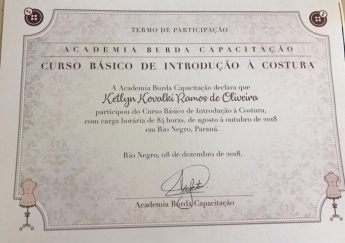 TERMO DE PARTICIPAÇÃO
ACADEMIA BURDA CAPACITAÇÃO
CURSO BÁSICO DE INTRODUÇÃO À COSTURA
A Academia Burda Capacitação declara que
Kellyn Kovalki Ramos de Oliveira
participou do Curso Básico de Introdução à Costura,
com carga horária de 84 horas, de agosto à outubro de 2018
em Rio Negro, Paraná.
Rio Negro, 08 de dezembro de 2018.
Academia Burda Capacitação